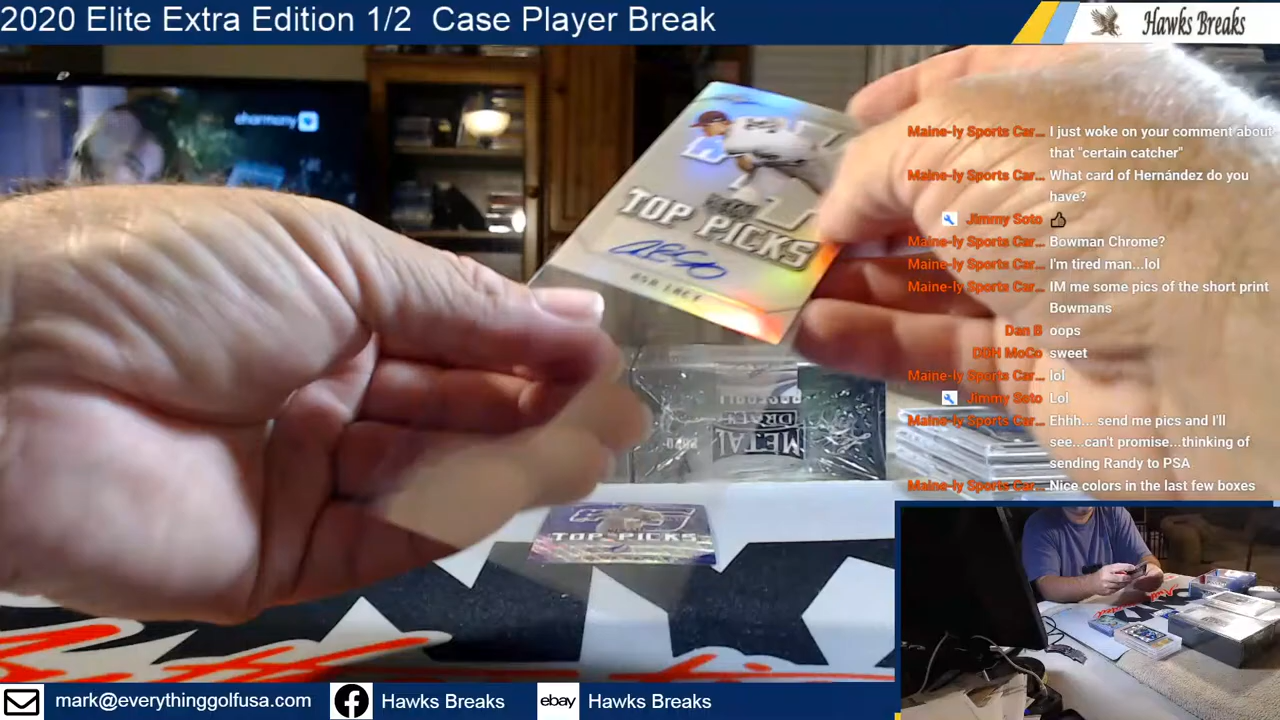 2020 Elite Extra Edition 1/2 Case Player Break
Hawks Breaks
eharmony
TOP PICKS
ASA LACY
TOP PICKS
METAL
DRAFT
Maine-ly Sports Car... I just woke on your comment about
that "certain catcher"
Maine-ly Sports Car... What card of Hernández do you
have?
Jimmy Soto
Maine-ly Sports Car... Bowman Chrome?
Maine-ly Sports Car... I'm tired man...lol
Maine-ly Sports Car... IM me some pics of the short print
Bowmans
Dan B oops
DGH MoCo sweet
Maine-ly Sports Car... lol
Jimmy Soto Lol
Maine-ly Sports Car... Ehhh... send me pics and I'll
see...can't promise...thinking of
sending Randy to PSA
Maine-ly Sports Car... Nice colors in the last few boxes
mark@everythinggolfusa.com
Hawks Breaks
ebay
Hawks Breaks